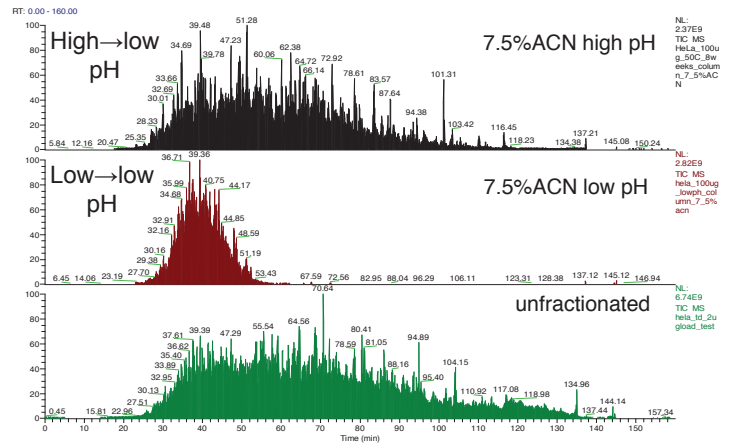 RT: 0.00 - 160.00
High→low
pH
7.5%ACN high pH
NL:
2.37E9
TIC MS
HeLa_100u
g_50C_8w
eeks_colum
n_7_5%AC
N
100
80
60
40
20
0
5.84 12.16 20.47 25.35 28.33 30.01 32.69 33.66 34.69 39.48 39.78 47.23 51.28 60.06 62.38 64.72 66.14 72.92 78.61 83.57 87.64 94.38 101.31 103.42 116.45 118.23 134.38 137.21 145.08 150.24
Low→low
pH
7.5%ACN low pH
NL:
2.82E9
TIC MS
hela_100ug
_lowph_col
umn_7_5%
acn
100
80
60
40
20
0
6.45 14.06 23.19 27.70 29.38 30.16 32.16 32.91 34.68 35.99 36.71 39.36 40.75 44.17 44.85 48.59 51.19 53.43 67.59 72.56 82.95 88.04 96.29 106.11 123.31 128.38 137.12 145.12 146.94
unfractionated
NL:
6.74E9
TIC MS
hela_td_2u
gload_test
100
80
60
40
20
0
0.45 15.81 22.96 27.51 30.13 32.95 33.89 35.40 36.62 37.61 39.39 47.29 55.54 64.56 70.64 78.59 80.41 81.05 88.16 94.89 95.40 104.15 110.92 117.08 118.98 134.96 137.44 144.14 157.34
0 10 20 30 40 50 60 70 80 90 100 110 120 130 140 150
Time (min)